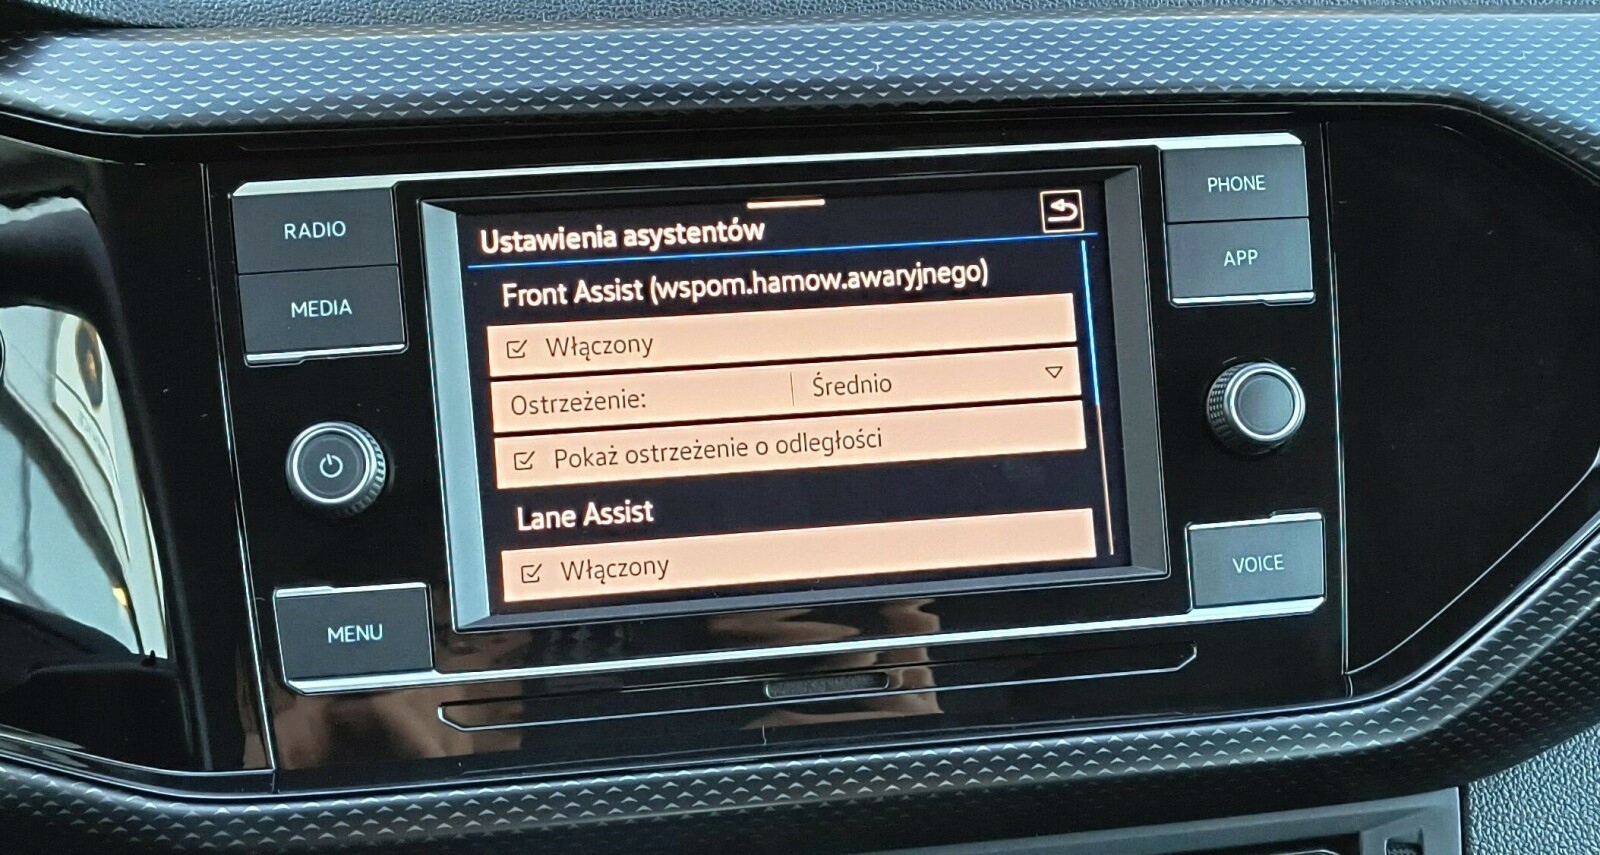 RADIO
MEDIA
MENU
Ustawienia asystentów
Front Assist (wspom.hamow.awaryjnego)
Włączony
Ostrzeżenie: Średnio
Pokaż ostrzeżenie o odległości
Lane Assist
Włączony
PHONE
APP
VOICE